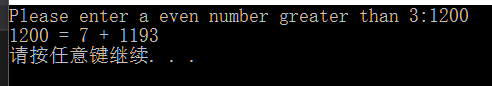 Please enter a even number greater than 3:1200
1200 = 7 + 1193
请按任意键继续. . .